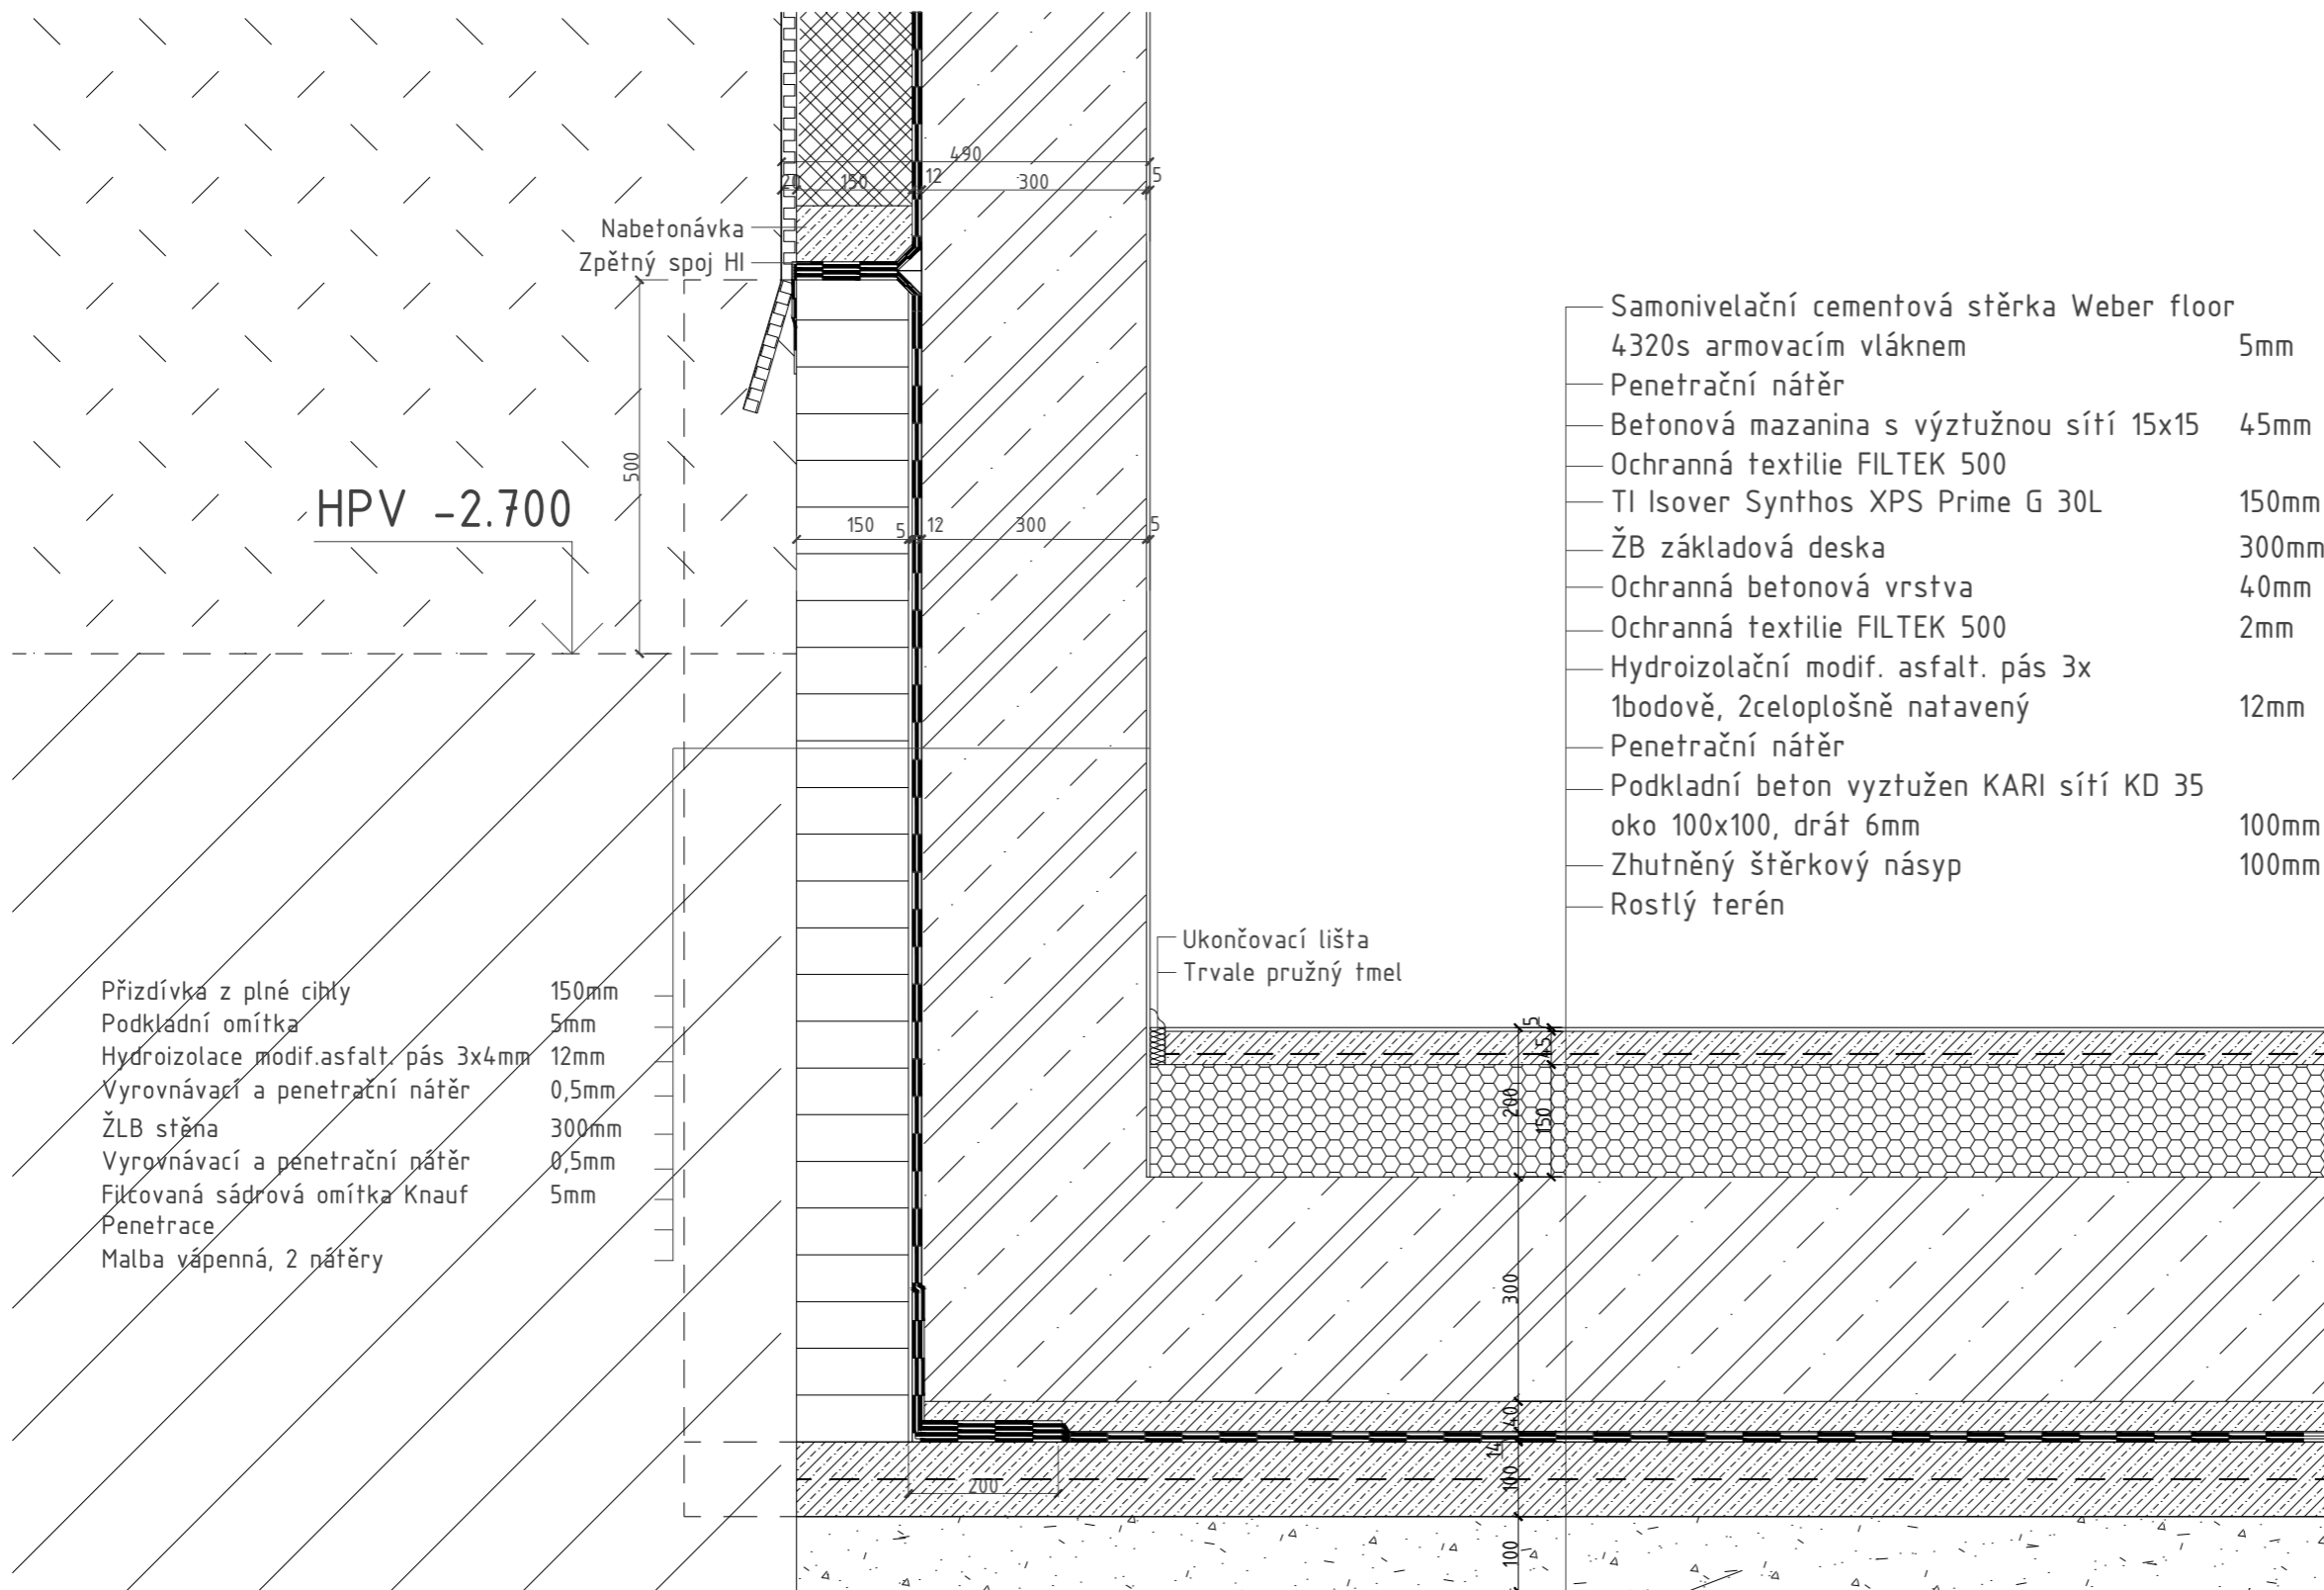 490
20 150 12 300 5
Nabetonávka
Zpětný spoj HI
500
HPV -2.700
150 5 12 300 5
Samonivelační cementová stěrka Weber floor
4320s armovacím vláknem 5mm
Penetrační nátěr
Betonová mazanina s výztužnou sítí 15x15 45mm
Ochranná textilie FILTEK 500
TI Isover Synthos XPS Prime G 30L 150mm
ŽB základová deska 300mm
Ochranná betonová vrstva 40mm
Ochranná textilie FILTEK 500 2mm
Hydroizolační modif. asfalt. pás 3x
1bodově, 2celoplošně natavený 12mm
Penetrační nátěr
Podkladní beton vyztužen KARI sítí KD 35
oko 100x100, drát 6mm 100mm
Zhutněný štěrkový násyp 100mm
Rostlý terén
Ukončovací lišta
Trvale pružný tmel
Přizdívka z plné cihly 150mm
Podkladní omítka 5mm
Hydroizolace modif.asfalt. pás 3x4mm 12mm
Vyrovnávací a penetrační nátěr 0,5mm
ŽLB stěna 300mm
Vyrovnávací a penetrační nátěr 0,5mm
Filcovaná sádrová omítka Knauf 5mm
Penetrace
Malba vápenná, 2 nátěry
5
45
200
150
300
40
14
100
200
100